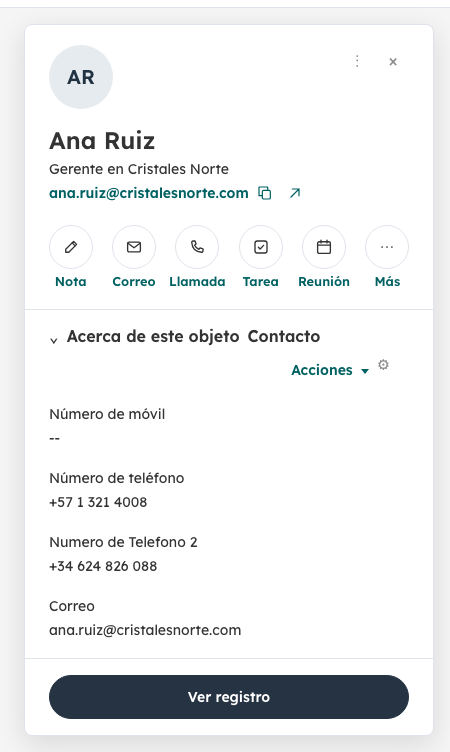 AR
Ana Ruiz
Gerente en Cristales Norte
ana.ruiz@cristalesnorte.com
Nota Correo Llamada Tarea Reunión Más
Acerca de este objeto Contacto
Acciones
Número de móvil
--
Número de teléfono
+57 1 321 4008
Numero de Telefono 2
+34 624 826 088
Correo
ana.ruiz@cristalesnorte.com
Ver registro